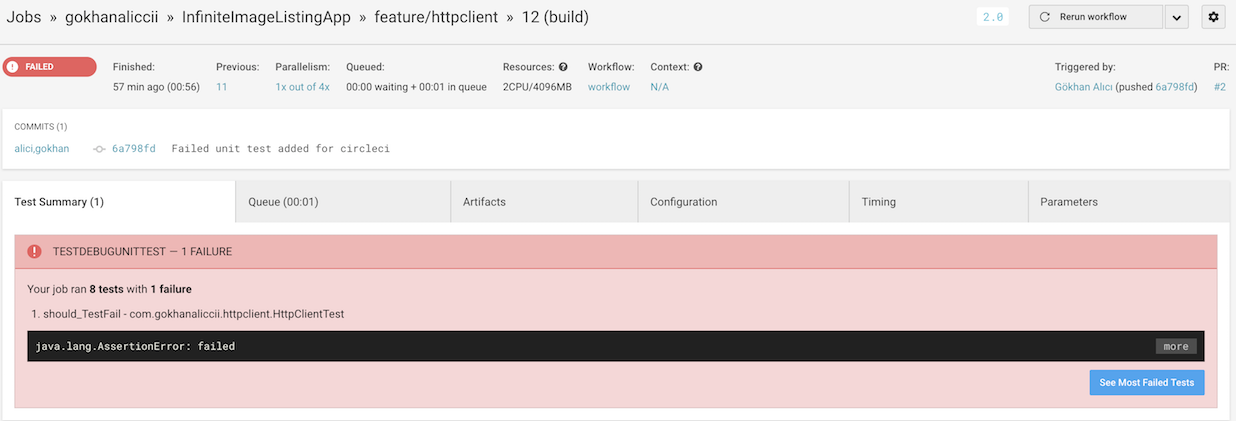 Jobs » gokhanaliccii » InfiniteImageListingApp » feature/httpclient » 12 (build)
2.0
Rerun workflow
FAILED
Finished: Previous: Parallelism: Queued: Resources: Workflow: Context: Triggered by: PR:
57 min ago (00:56) 11 1x out of 4x 00:00 waiting + 00:01 in queue 2CPU/4096MB workflow N/A Gökhan Alıcı (pushed 6a798fd) #2
COMMITS (1)
alici,gokhan 6a798fd Failed unit test added for circleci
Test Summary (1) Queue (00:01) Artifacts Configuration Timing Parameters
TESTDEBUGUNITTEST — 1 FAILURE
Your job ran 8 tests with 1 failure
1. should_TestFail - com.gokhanaliccii.httpclient.HttpClientTest
java.lang.AssertionError: failed
more
See Most Failed Tests